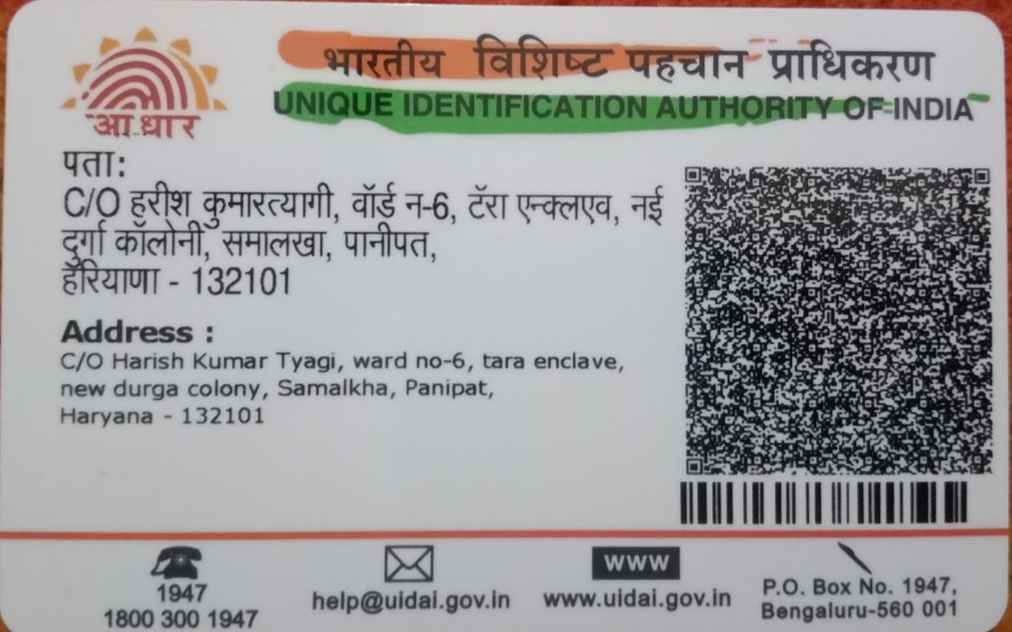 भारतीय विशिष्ट पहचान प्राधिकरण
UNIQUE IDENTIFICATION AUTHORITY OF INDIA
आधार
पता:
C/O हरीश कुमारत्यागी, वॉर्ड न-6, टॅरा एन्क्लएव, नई
दुर्गा कॉलोनी, समालखा, पानीपत,
हरियाणा - 132101
Address :
C/O Harish Kumar Tyagi, ward no-6, tara enclave,
new durga colony, Samalkha, Panipat,
Haryana - 132101
1947
1800 300 1947
help@uidai.gov.in
WWW
www.uidai.gov.in
P.O. Box No. 1947,
Bengaluru-560 001